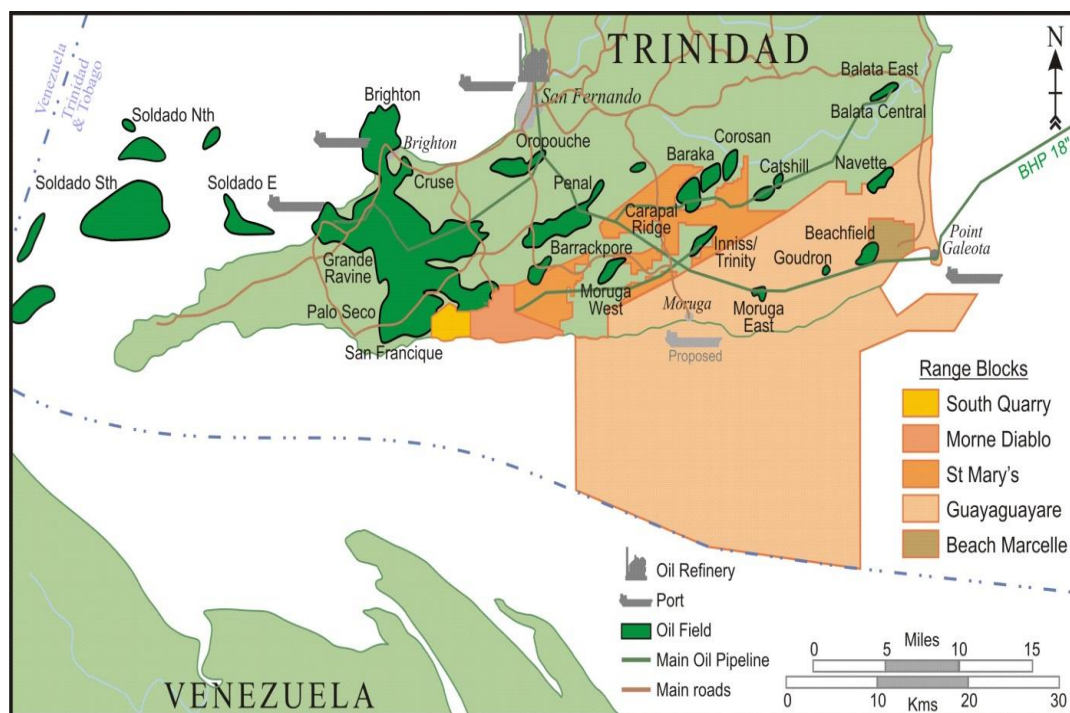 TRINIDAD
N
Venezuela
Trinidad
& Tobago
Soldado Nth
Soldado Sth
Soldado E
Brighton
Brighton
Cruse
San Fernando
Oropouche
Penal
Balata East
Balata Central
Corosan
Baraka
Catshill
Navette
BHP 18"
Carapal
Ridge
Barrackpore
Inniss/
Trinity
Beachfield
Goudron
Point
Galeota
Grande
Ravine
Palo Seco
San Francique
Moruga
West
Moruga
Moruga
East
Proposed
Range Blocks
South Quarry
Morne Diablo
St Mary's
Guayaguayare
Beach Marcelle
Oil Refinery
Port
Oil Field
Main Oil Pipeline
Main roads
Miles
0 5 10 15
0 10 20 30
Kms
VENEZUELA